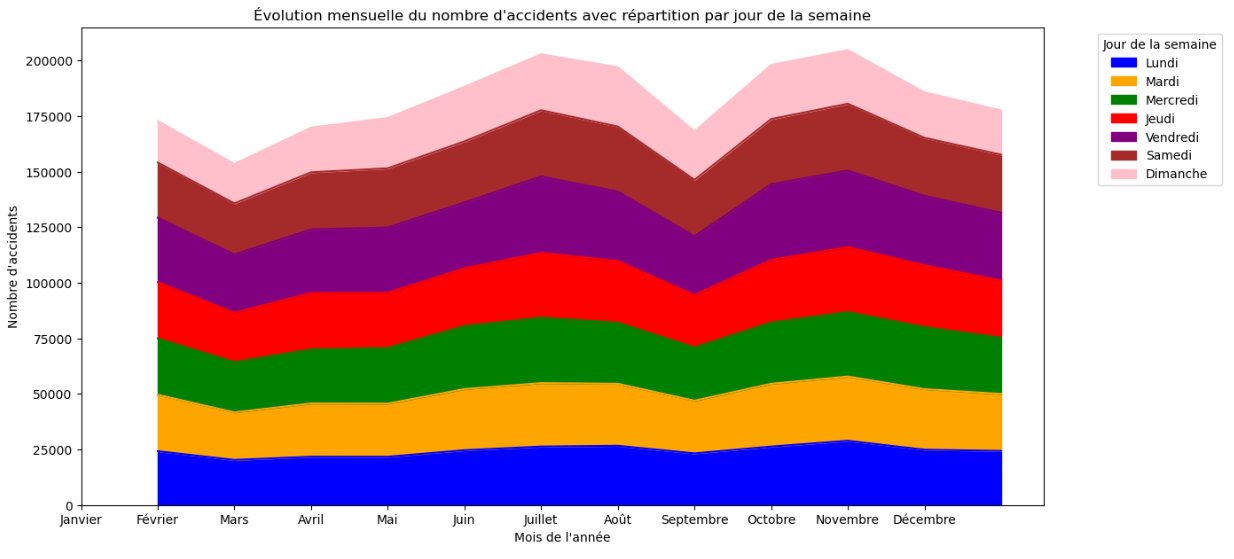 Évolution mensuelle du nombre d'accidents avec répartition par jour de la semaine
Nombre d'accidents
200000
175000
150000
125000
100000
75000
50000
25000
0
Janvier Février Mars Avril Mai Juin Juillet Août Septembre Octobre Novembre Décembre
Mois de l'année
Jour de la semaine
Lundi
Mardi
Mercredi
Jeudi
Vendredi
Samedi
Dimanche